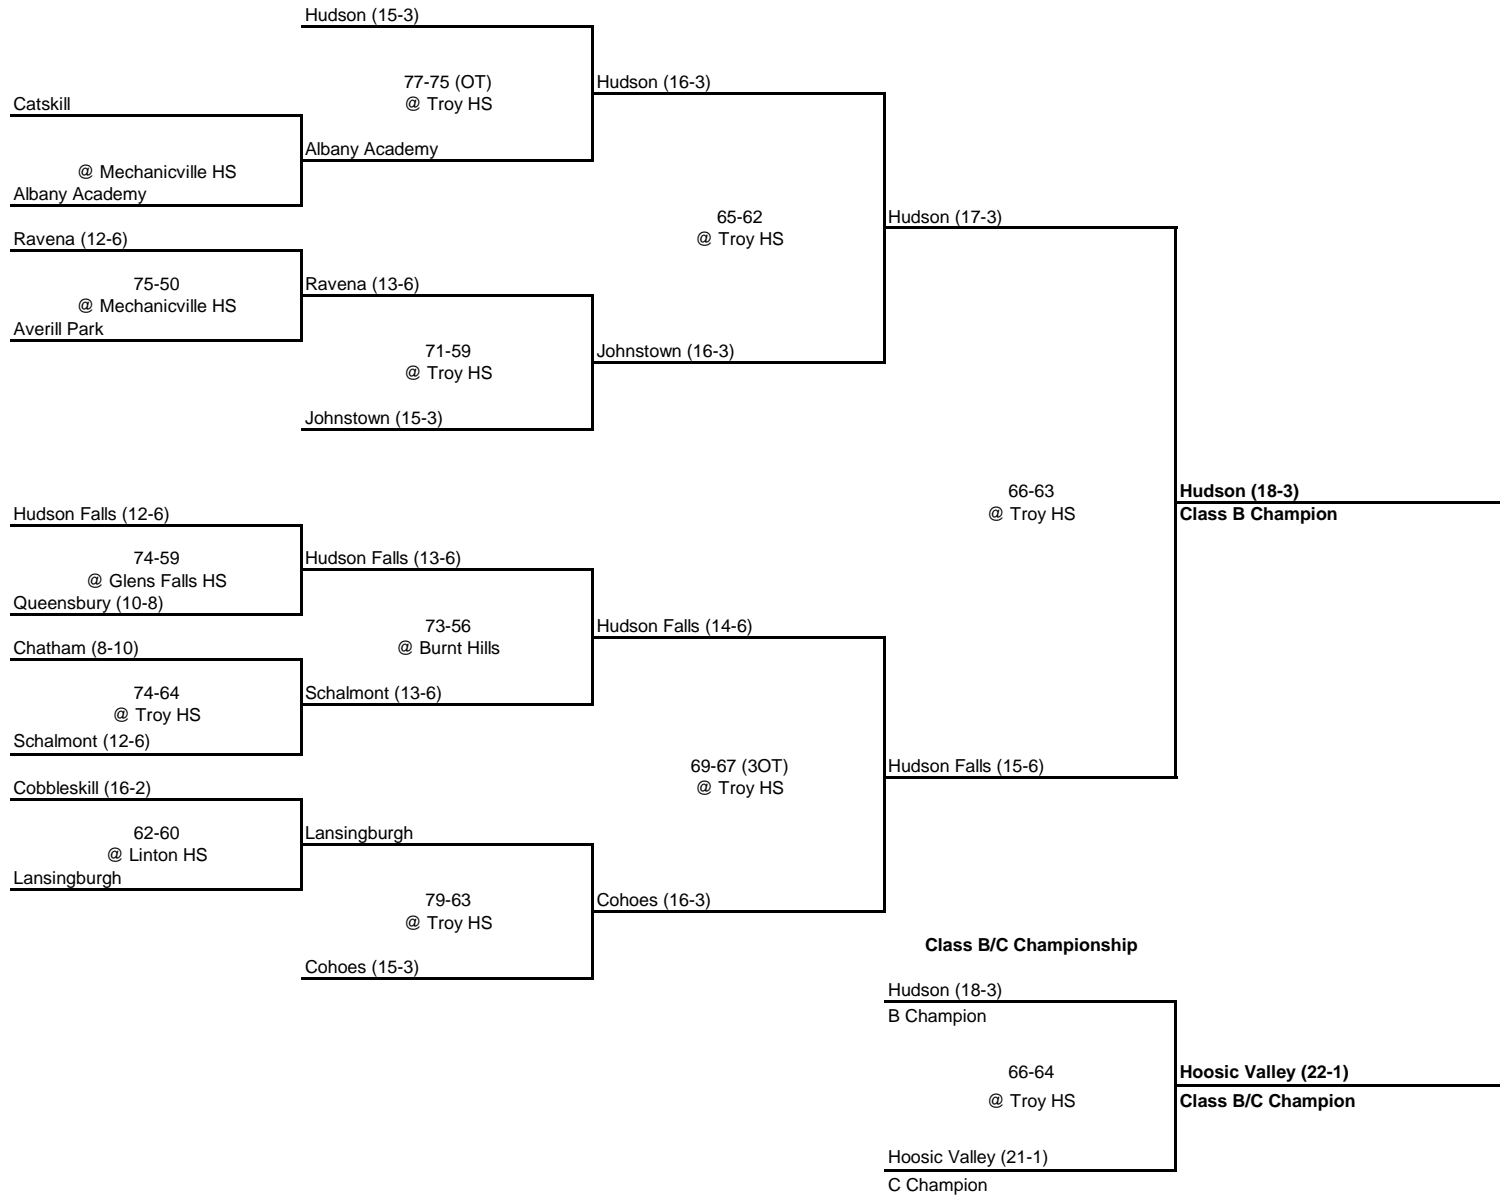 Hudson (15-3)
77-75 (OT)
@ Troy HS
Hudson (16-3)
Catskill
@ Mechanicville HS
Albany Academy
Albany Academy
Ravena (12-6)
75-50
@ Mechanicville HS
Averill Park
Ravena (13-6)
65-62
@ Troy HS
Hudson (17-3)
71-59
@ Troy HS
Johnstown (16-3)
Johnstown (15-3)
66-63
@ Troy HS
Hudson (18-3)
Class B Champion
Hudson Falls (12-6)
74-59
@ Glens Falls HS
Queensbury (10-8)
Hudson Falls (13-6)
73-56
@ Burnt Hills
Hudson Falls (14-6)
Chatham (8-10)
74-64
@ Troy HS
Schalmont (12-6)
Schalmont (13-6)
69-67 (3OT)
@ Troy HS
Hudson Falls (15-6)
Cobbleskill (16-2)
62-60
@ Linton HS
Lansingburgh
Lansingburgh
79-63
@ Troy HS
Cohoes (16-3)
Cohoes (15-3)
Class B/C Championship
Hudson (18-3)
B Champion
66-64
@ Troy HS
Hoosic Valley (22-1)
Class B/C Champion
Hoosic Valley (21-1)
C Champion